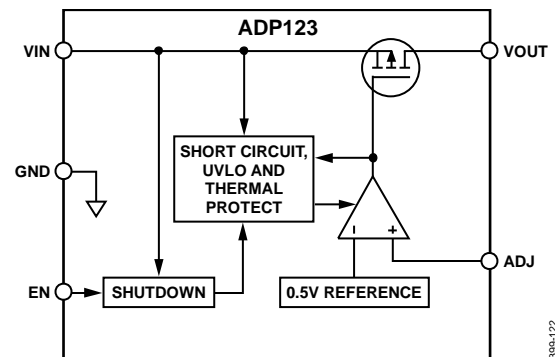 ADP123
VIN
VOUT
SHORT CIRCUIT,
UVLO AND
THERMAL
PROTECT
GND
- +
ADJ
EN
SHUTDOWN
0.5V REFERENCE